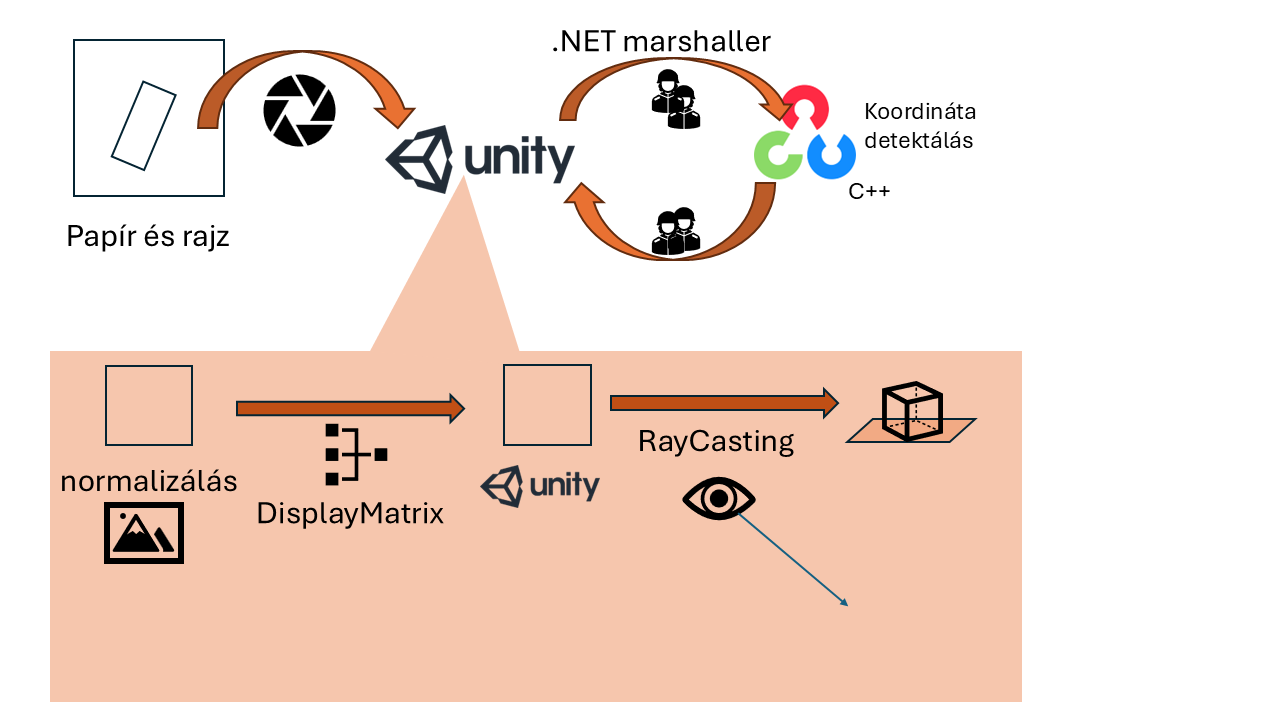 .NET marshaller
unity
Koordináta
detektálás
C++
Papír és rajz
normalizálás
DisplayMatrix
unity
RayCasting